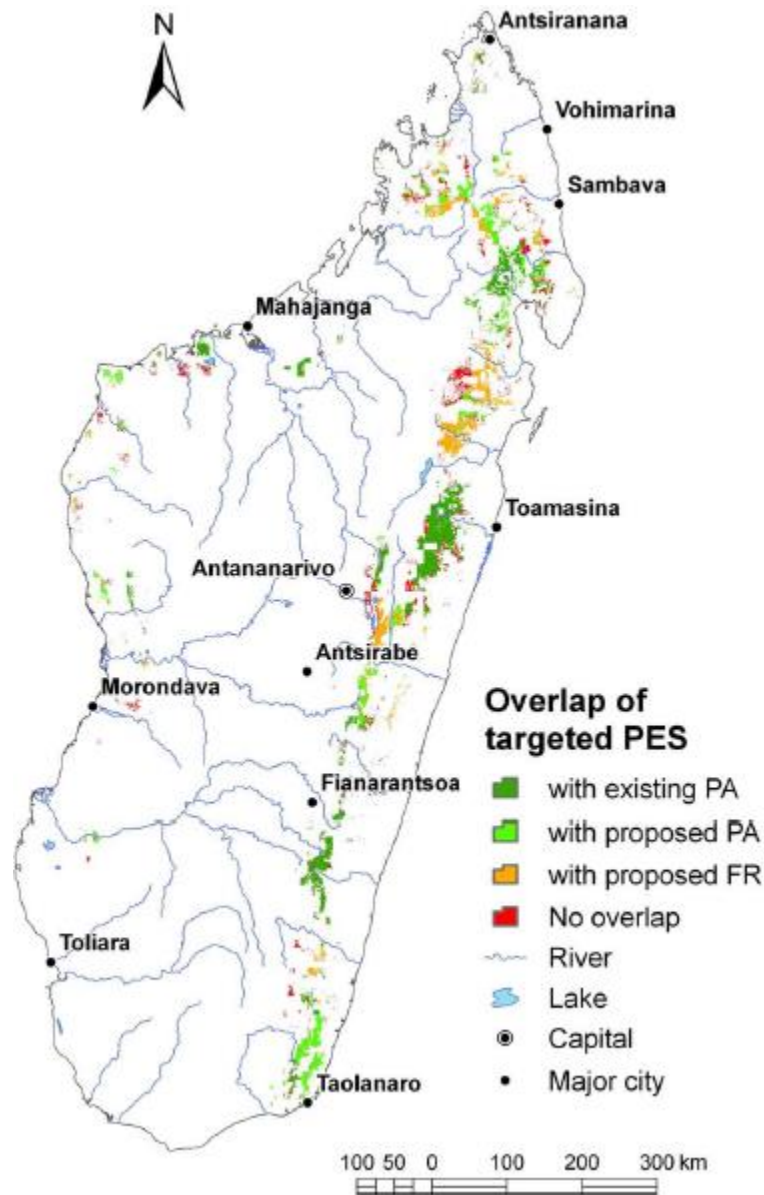 N
Antsiranana
Vohimarina
Sambava
Mahajanga
Toamasina
Antananarivo
Antsirabe
Morondava
Fianarantsoa
Toliara
Taolanaro
Overlap of
targeted PES
with existing PA
with proposed PA
with proposed FR
No overlap
River
Lake
Capital
Major city
100 50 0 100 200 300 km